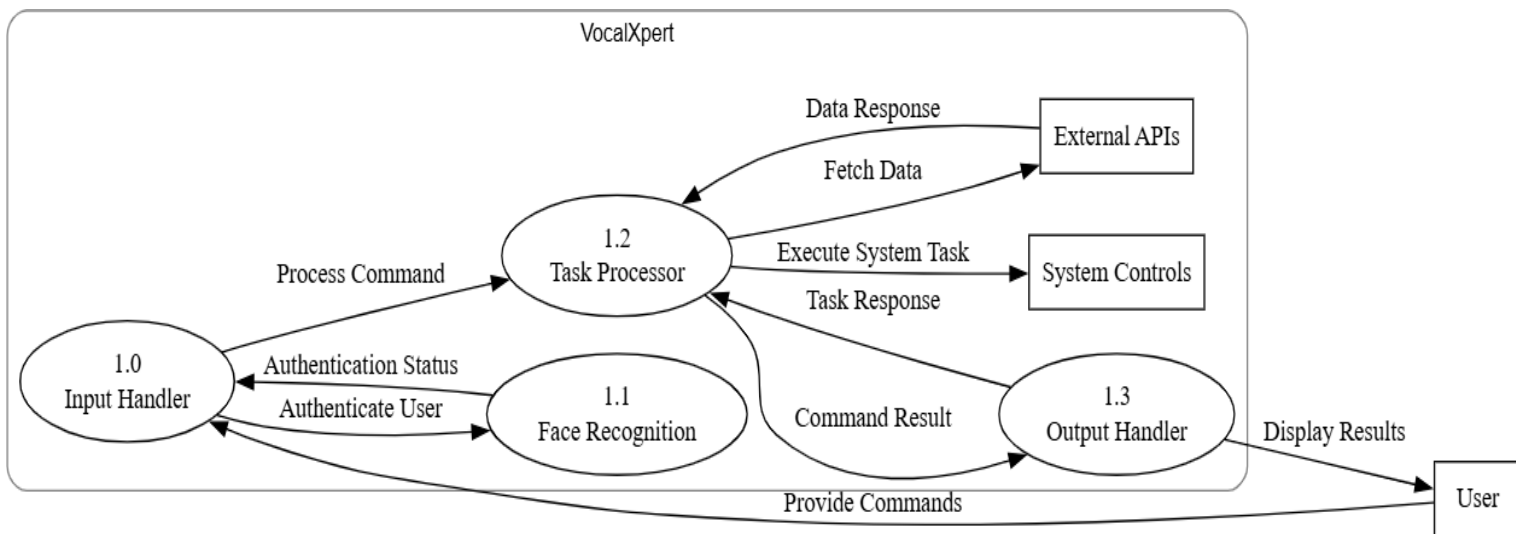 VocalXpert
Data Response
External APIs
Fetch Data
1.2
Task Processor
Execute System Task
System Controls
Process Command
Task Response
1.0
Input Handler
Authentication Status
Authenticate User
1.1
Face Recognition
Command Result
1.3
Output Handler
Display Results
Provide Commands
User